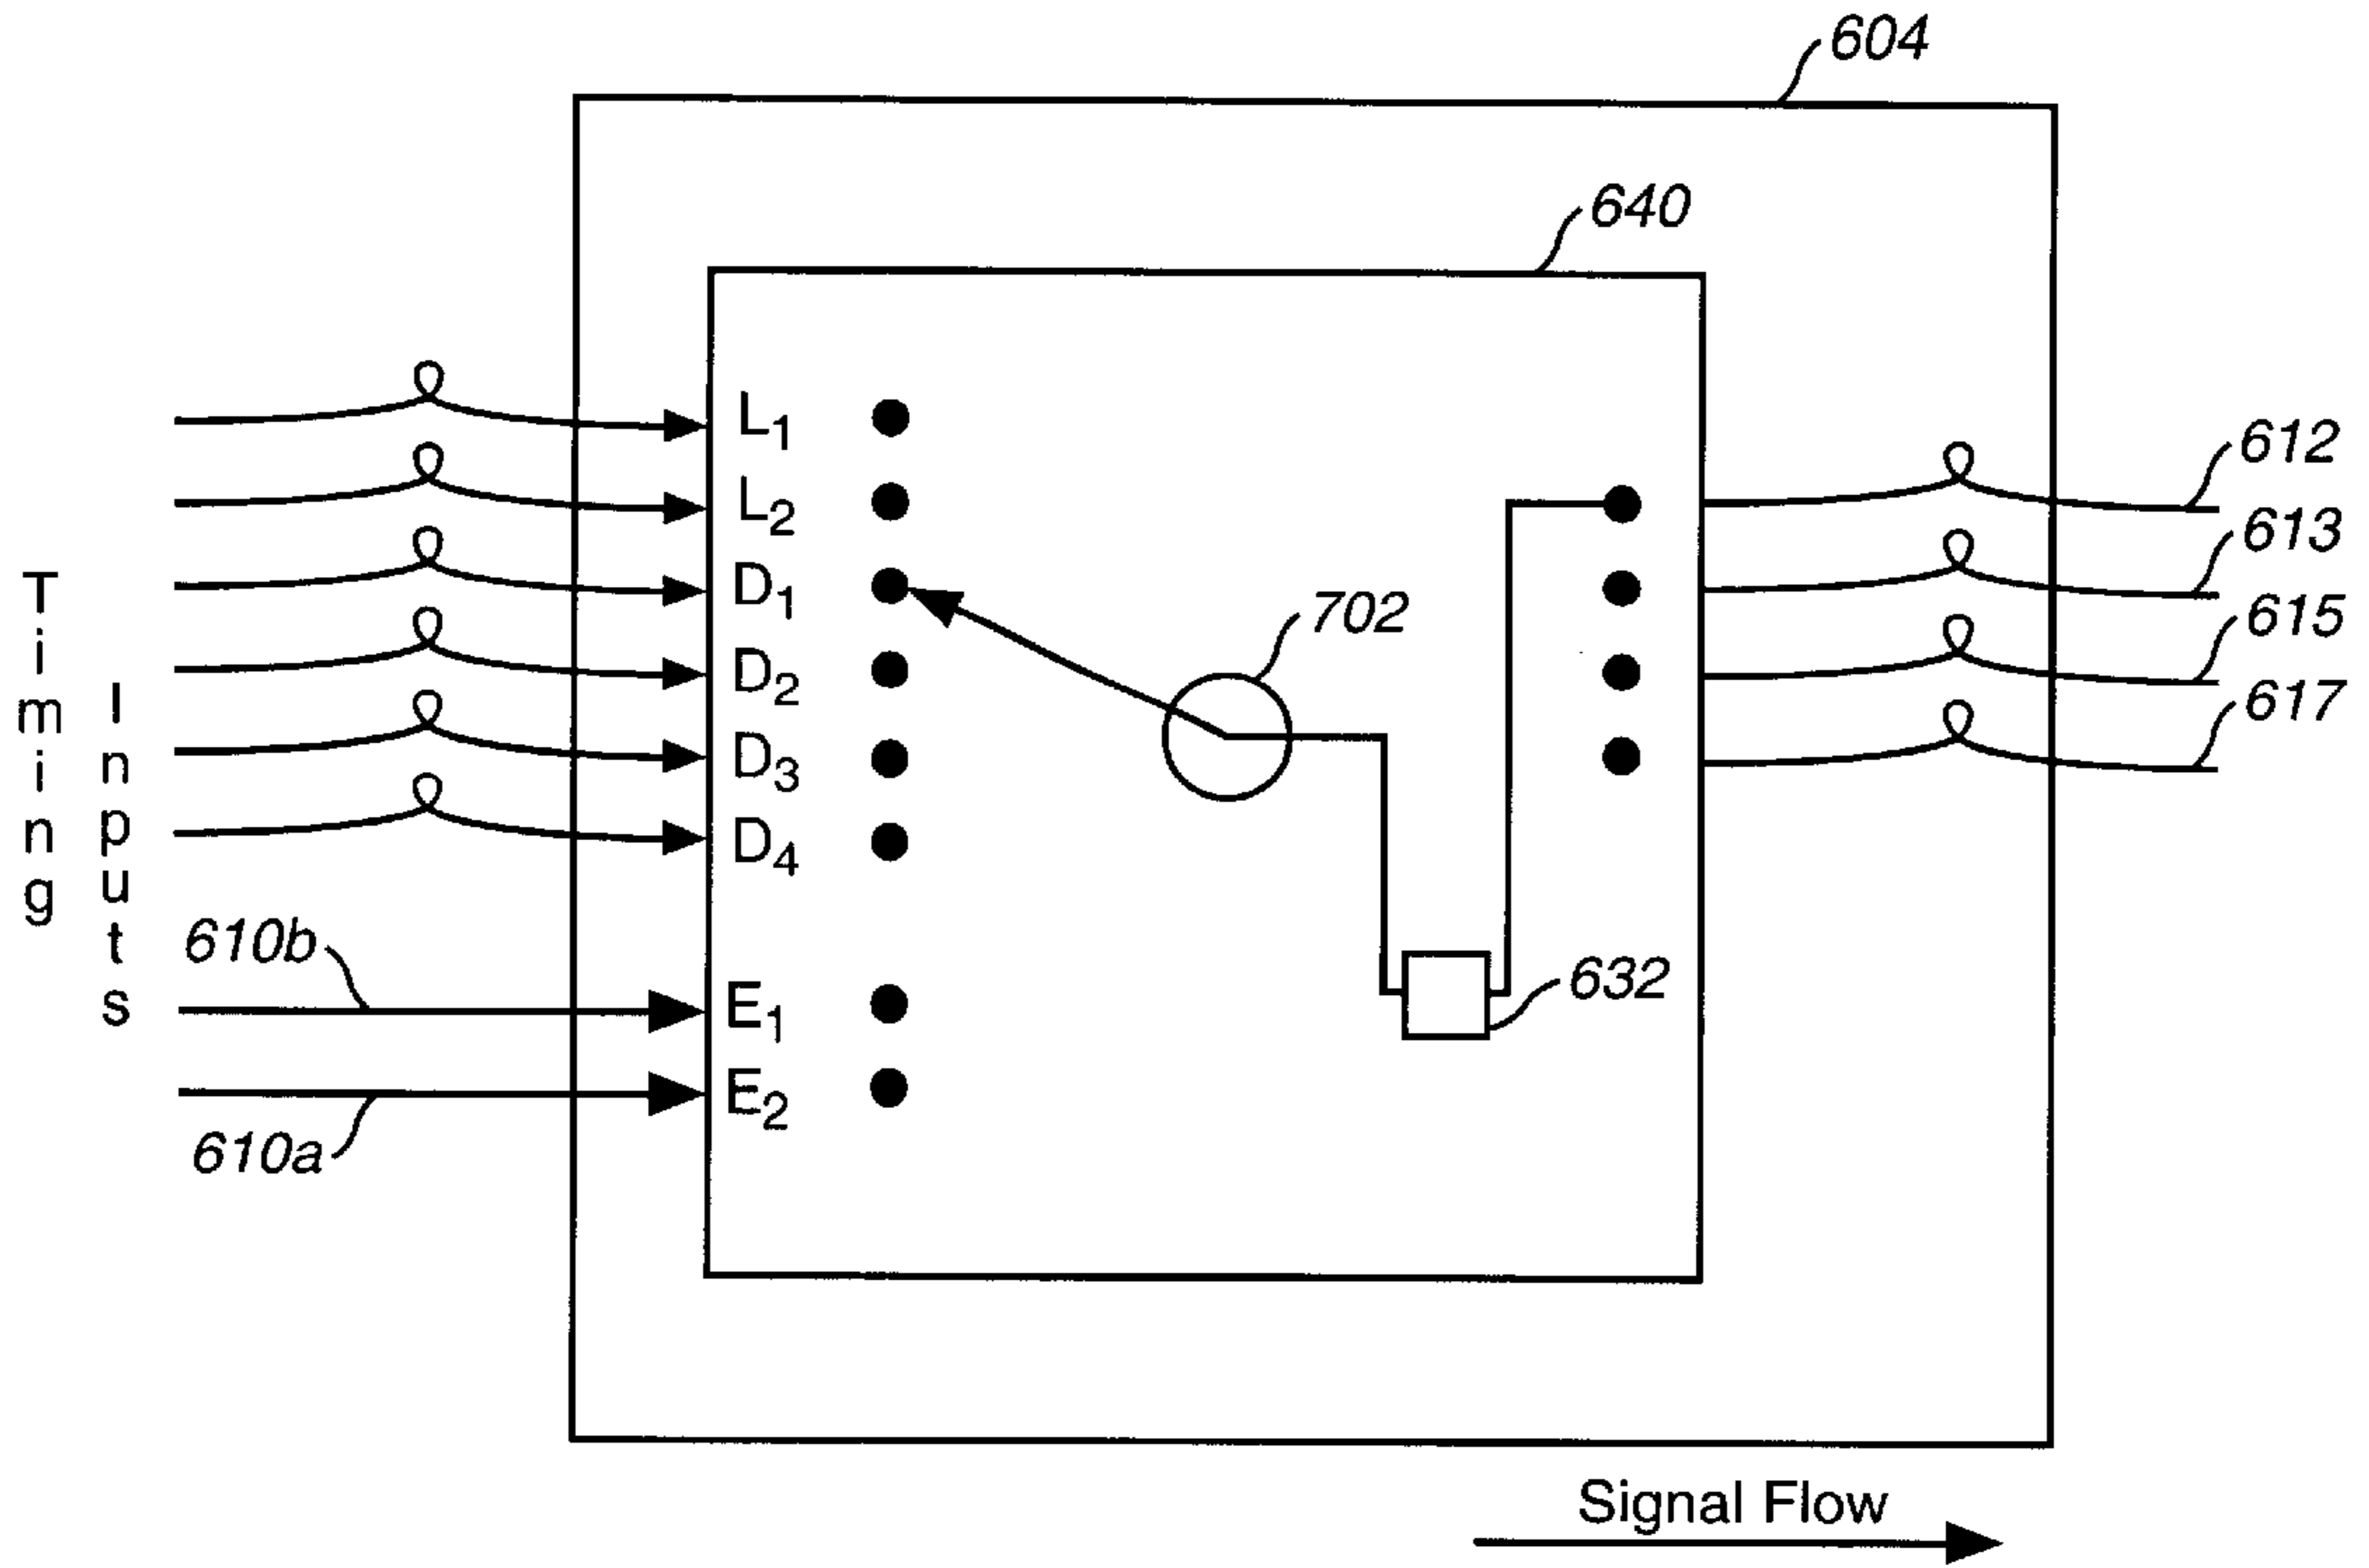 604
640
Timing
Inputs
L1
L2
D1
D2
D3
D4
E1
E2
610b
610a
702
632
612
613
615
617
Signal Flow